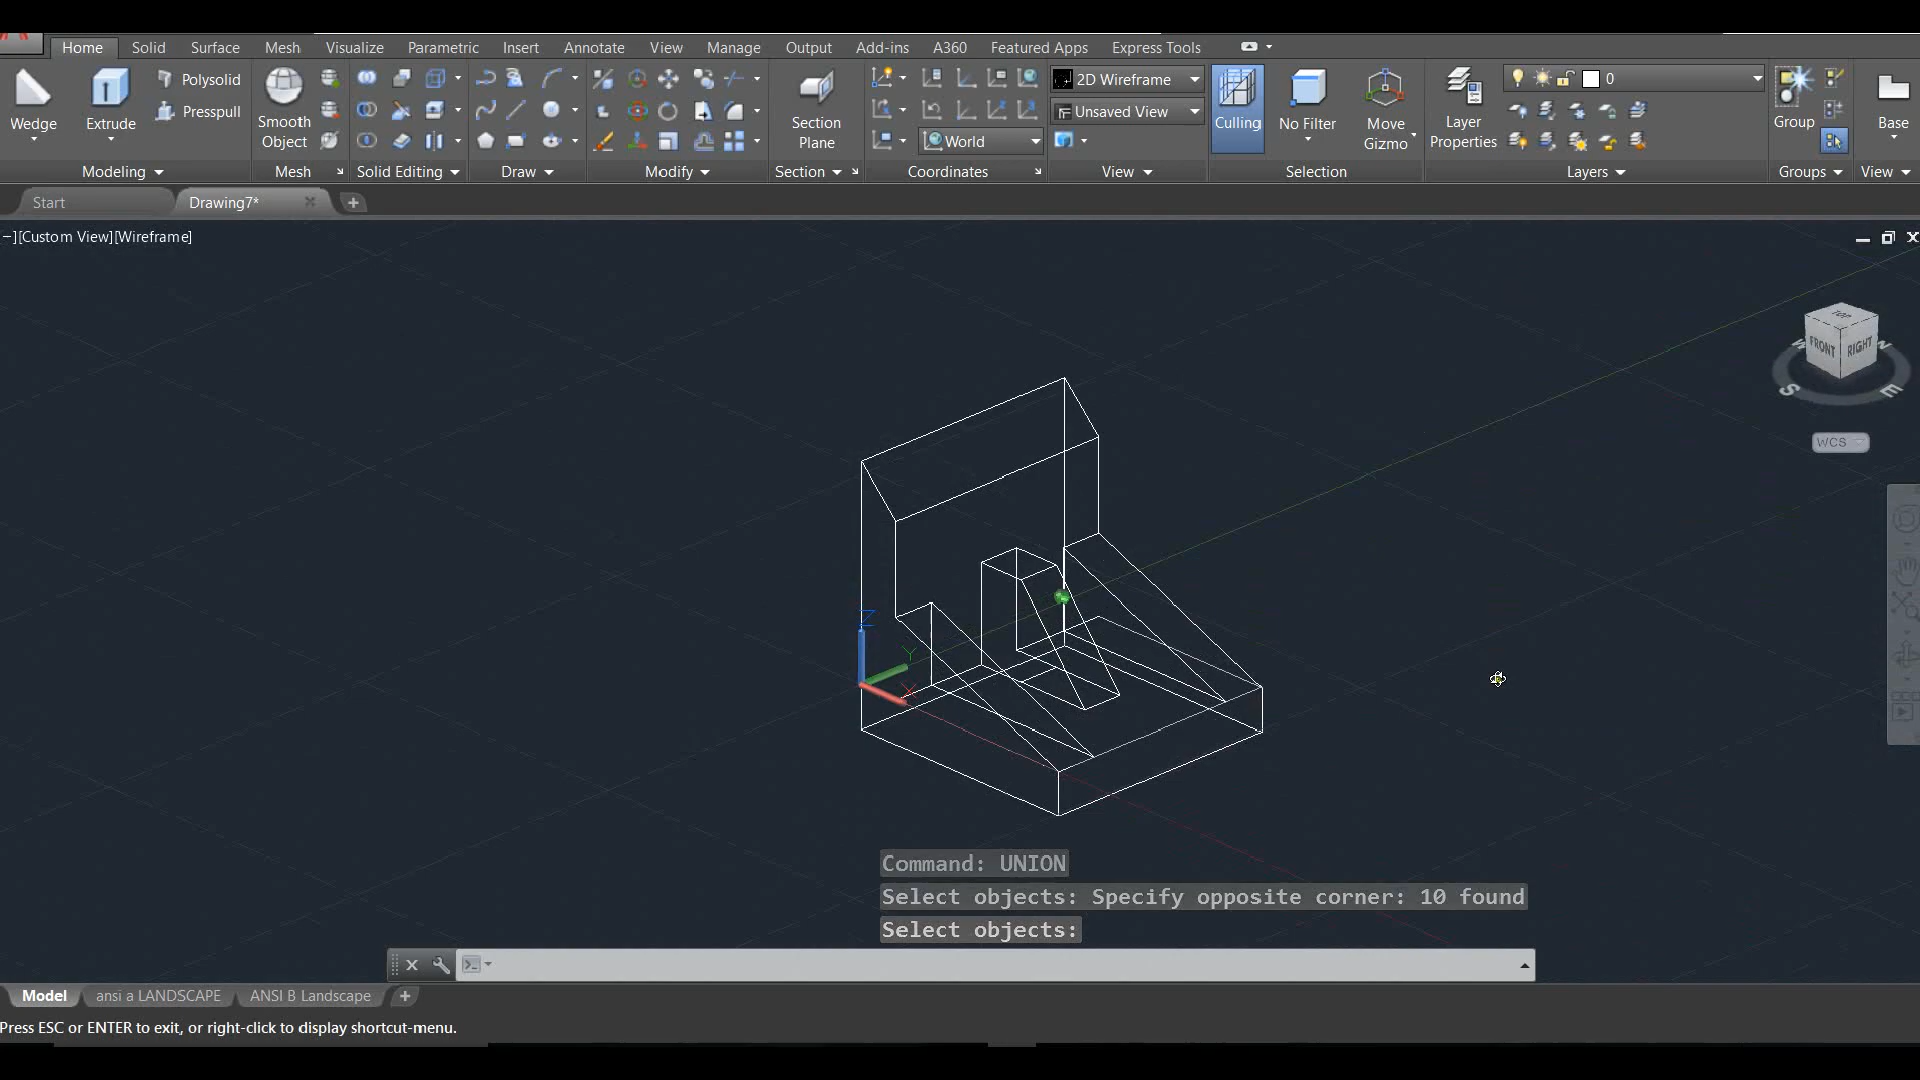 Home Solid Surface Mesh Visualize Parametric Insert Annotate View Manage Output Add-ins A360 Featured Apps Express Tools
Polysolid 2D Wireframe 0
Presspull Unsaved View
Wedge Extrude Smooth Object Section Plane World Culling No Filter Move Gizmo Layer Properties Group Base
Modeling Mesh Solid Editing Draw Modify Section Coordinates View Selection Layers Groups View
Start Drawing7*
−][Custom View][Wireframe]
TOP
FRONT RIGHT
W N
S E
WCS
Z
Y
X
Command: UNION
Select objects: Specify opposite corner: 10 found
Select objects:
Model ansi a LANDSCAPE ANSI B Landscape
Press ESC or ENTER to exit, or right-click to display shortcut-menu.